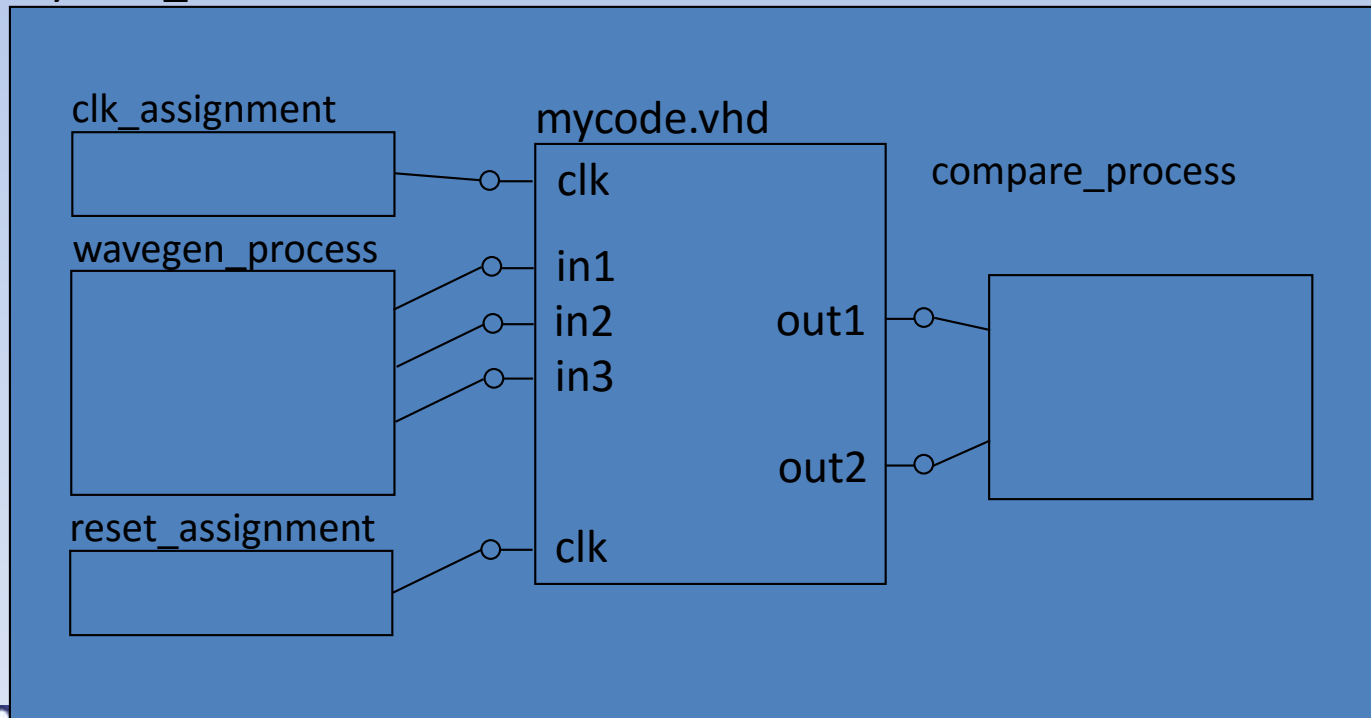 clk_assignment
mycode.vhd
clk
compare_process
wavegen_process
in1
in2
in3
out1
out2
reset_assignment
clk